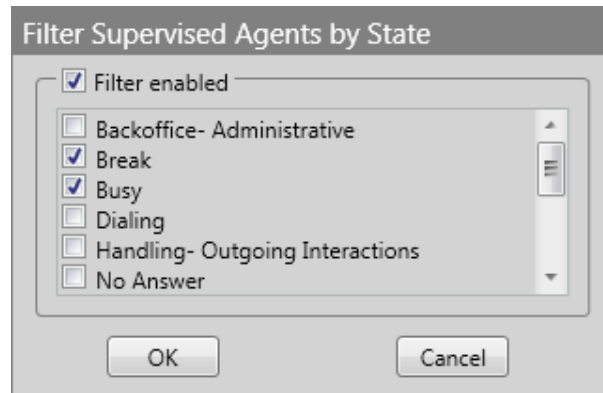 Filter Supervised Agents by State
Filter enabled
Backoffice- Administrative
Break
Busy
Dialing
Handling- Outgoing Interactions
No Answer
OK Cancel